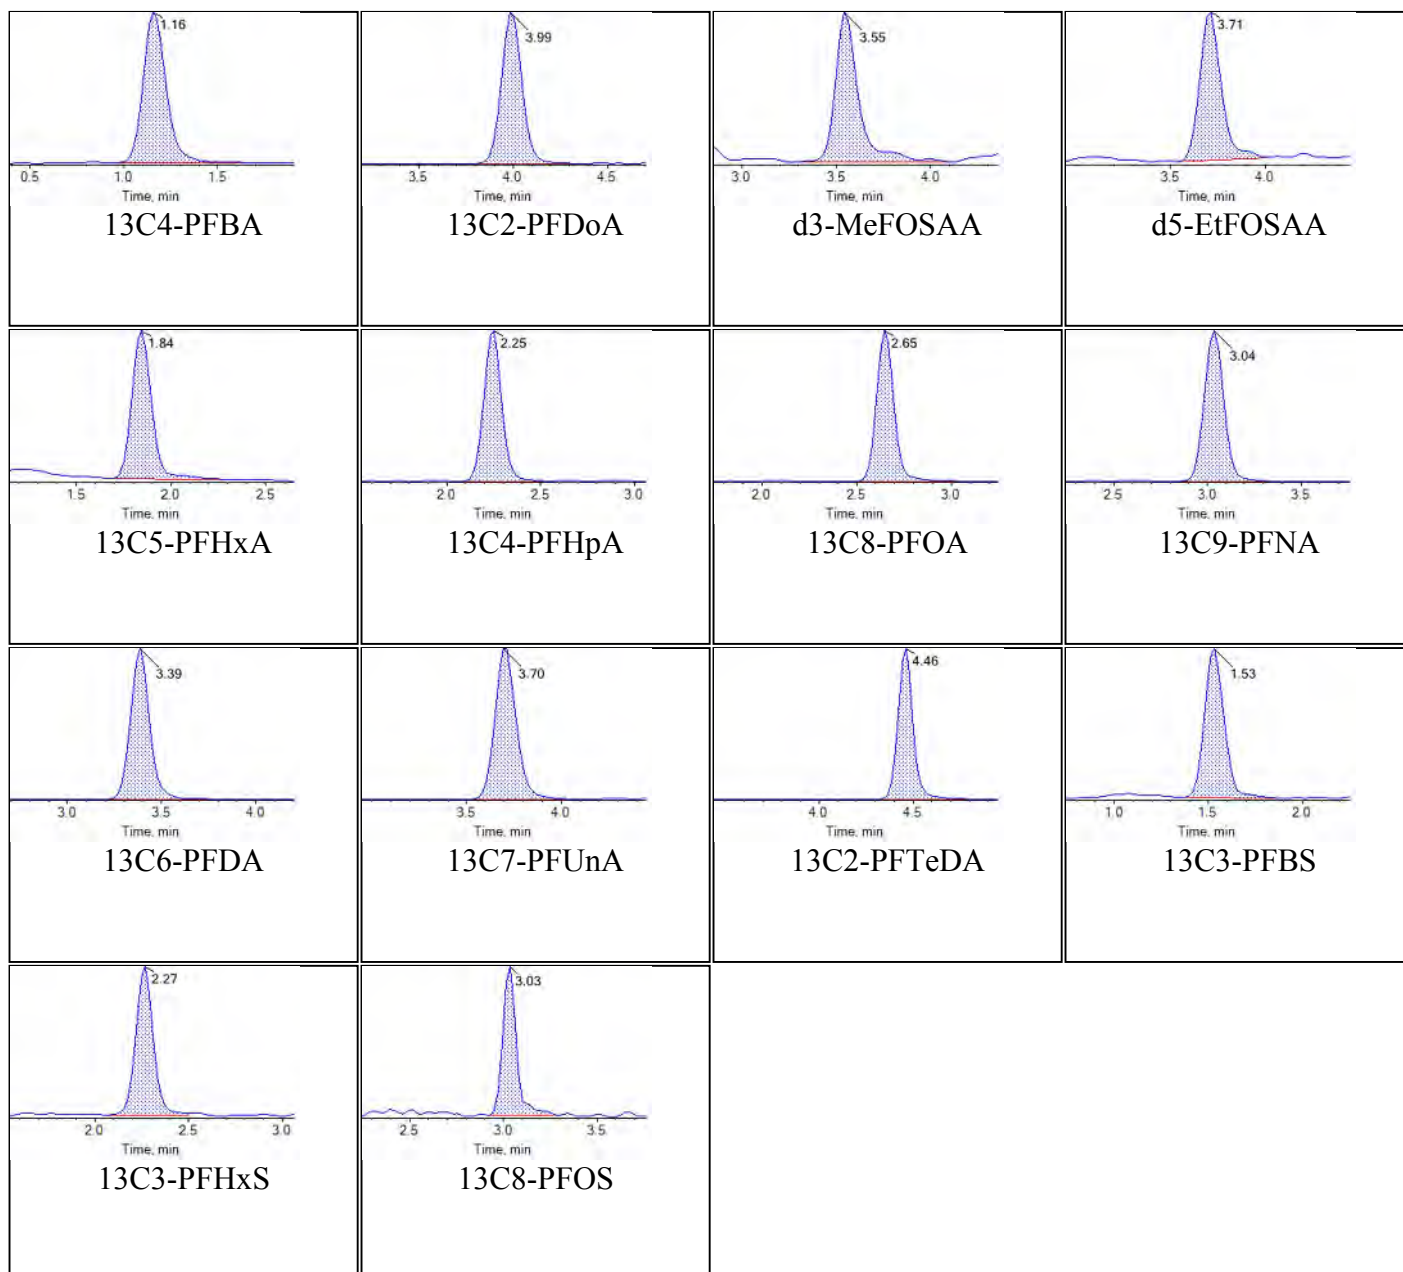 1.16
0.5 1.0 1.5
Time, min
13C4-PFBA
3.99
3.5 4.0 4.5
Time, min
13C2-PFDoA
3.55
3.0 3.5 4.0
Time, min
d3-MeFOSAA
3.71
3.5 4.0
Time, min
d5-EtFOSAA
1.84
1.5 2.0 2.5
Time, min
13C5-PFHxA
2.25
2.0 2.5 3.0
Time, min
13C4-PFHpA
2.65
2.0 2.5 3.0
Time, min
13C8-PFOA
3.04
2.5 3.0 3.5
Time, min
13C9-PFNA
3.39
3.0 3.5 4.0
Time, min
13C6-PFDA
3.70
3.5 4.0
Time, min
13C7-PFUnA
4.46
4.0 4.5
Time, min
13C2-PFTeDA
1.53
1.0 1.5 2.0
Time, min
13C3-PFBS
2.27
2.0 2.5 3.0
Time, min
13C3-PFHxS
3.03
2.5 3.0 3.5
Time, min
13C8-PFOS